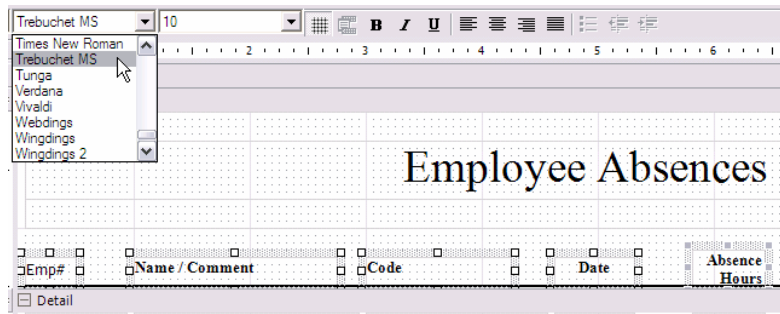 Trebuchet MS 10 B I U
Times New Roman
Trebuchet MS
Tunga
Verdana
Vivaldi
Webdings
Wingdings
Wingdings 2
2 3 4 5 6
Employee Absences
Emp# Name / Comment Code Date Absence
Hours
Detail